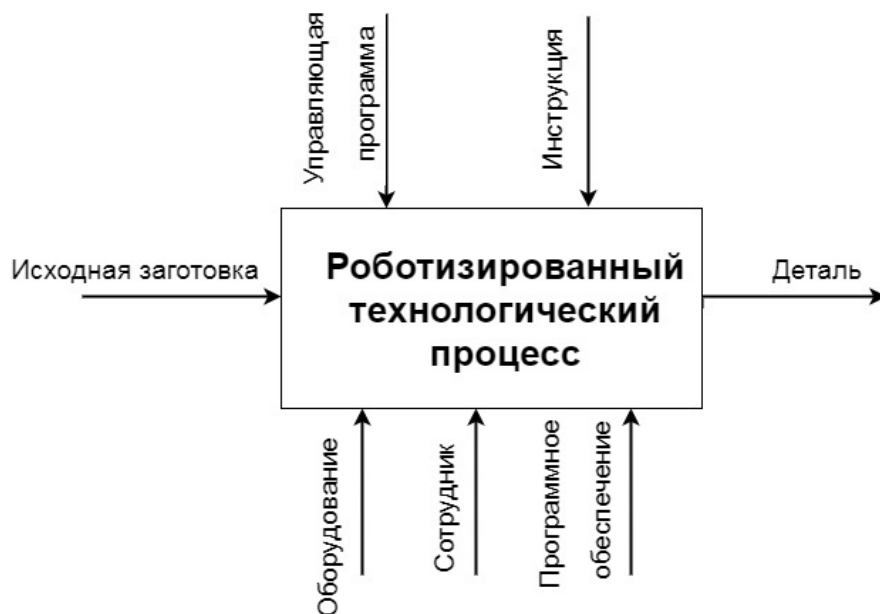 Управляющая
программа
Инструкция
Исходная заготовка
Роботизированный
технологический
процесс
Деталь
Оборудование
Сотрудник
Программное
обеспечение